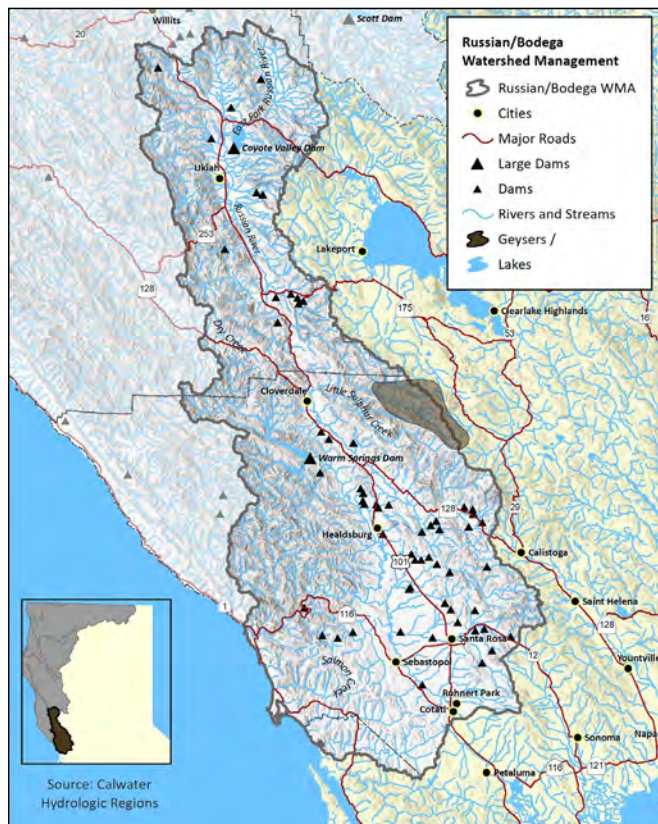 Willits
20
Scott Dam
East Fork Russian River
Coyote Valley Dam
Ukiah
Russian River
253
Lakeport
128
175
Clearlake Highlands
53
16
Dry Creek
Cloverdale
Little Sulphur Creek
Warm Springs Dam
128
29
Healdsburg
Calistoga
101
Saint Helena
1
116
128
Santa Rosa
12
Sebastopol
Yountville
Salmon Creek
Rohnert Park
Cotati
Sonoma
Napa
Petaluma
116
121
Russian/Bodega
Watershed Management
Russian/Bodega WMA
Cities
Major Roads
Large Dams
Dams
Rivers and Streams
Geysers /
Lakes
Source: Calwater
Hydrologic Regions